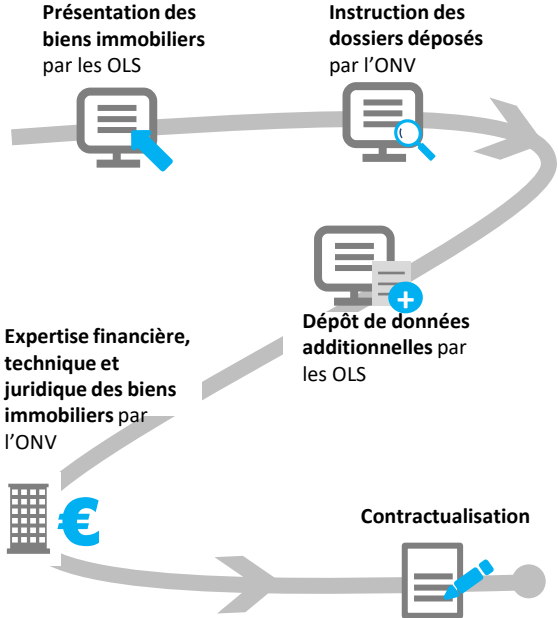 Présentation des
biens immobiliers
par les OLS
Instruction des
dossiers déposés
par l’ONV
Dépôt de données
additionnelles par
les OLS
Expertise financière,
technique et
juridique des biens
immobiliers par
l’ONV
€
Contractualisation